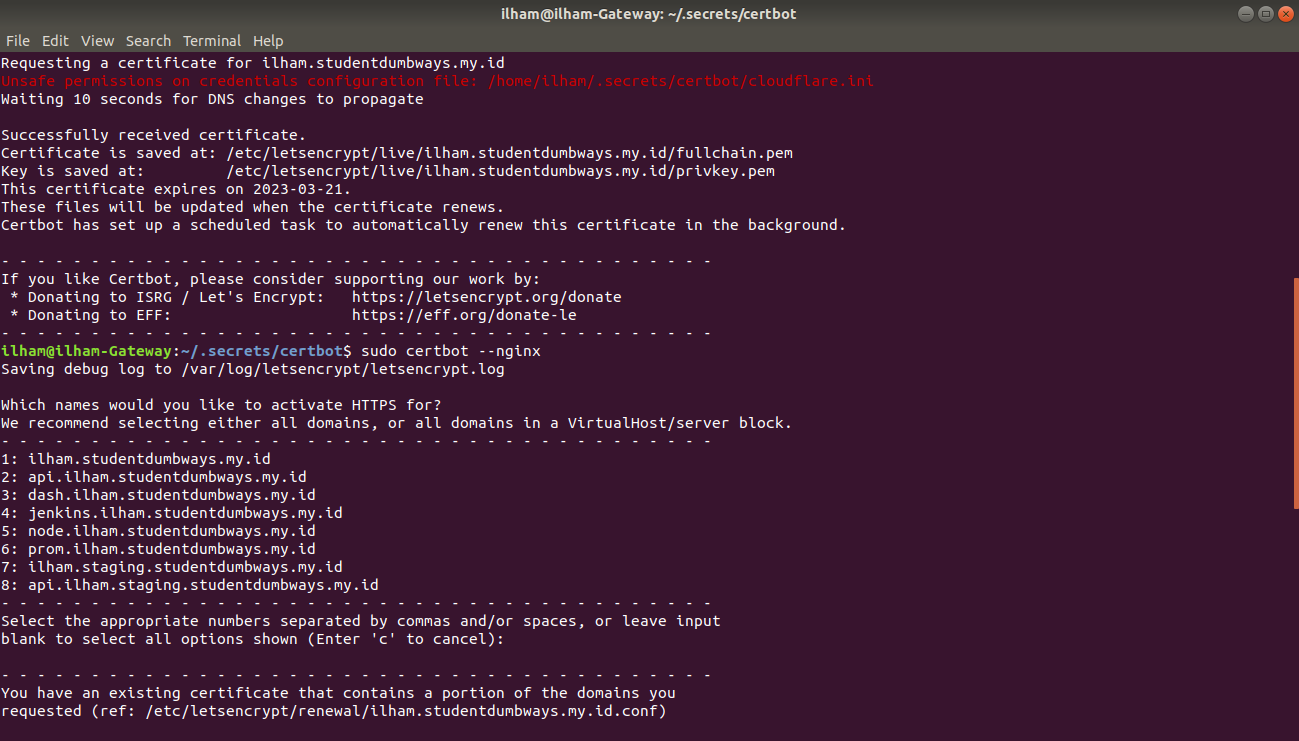 ilham@ilham-Gateway: ~/.secrets/certbot
File Edit View Search Terminal Help
Requesting a certificate for ilham.studentdumbways.my.id
Unsafe permissions on credentials configuration file: /home/ilham/.secrets/certbot/cloudflare.ini
Waiting 10 seconds for DNS changes to propagate
Successfully received certificate.
Certificate is saved at: /etc/letsencrypt/live/ilham.studentdumbways.my.id/fullchain.pem
Key is saved at:         /etc/letsencrypt/live/ilham.studentdumbways.my.id/privkey.pem
This certificate expires on 2023-03-21.
These files will be updated when the certificate renews.
Certbot has set up a scheduled task to automatically renew this certificate in the background.
- - - - - - - - - - - - - - - - - - - - - - - - - - - - - - - - - - - - - - - -
If you like Certbot, please consider supporting our work by:
 * Donating to ISRG / Let's Encrypt:   https://letsencrypt.org/donate
 * Donating to EFF:                    https://eff.org/donate-le
- - - - - - - - - - - - - - - - - - - - - - - - - - - - - - - - - - - - - - - -
ilham@ilham-Gateway:~/.secrets/certbot$ sudo certbot --nginx
Saving debug log to /var/log/letsencrypt/letsencrypt.log
Which names would you like to activate HTTPS for?
We recommend selecting either all domains, or all domains in a VirtualHost/server block.
- - - - - - - - - - - - - - - - - - - - - - - - - - - - - - - - - - - - - - - -
1: ilham.studentdumbways.my.id
2: api.ilham.studentdumbways.my.id
3: dash.ilham.studentdumbways.my.id
4: jenkins.ilham.studentdumbways.my.id
5: node.ilham.studentdumbways.my.id
6: prom.ilham.studentdumbways.my.id
7: ilham.staging.studentdumbways.my.id
8: api.ilham.staging.studentdumbways.my.id
- - - - - - - - - - - - - - - - - - - - - - - - - - - - - - - - - - - - - - - -
Select the appropriate numbers separated by commas and/or spaces, or leave input
blank to select all options shown (Enter 'c' to cancel):
- - - - - - - - - - - - - - - - - - - - - - - - - - - - - - - - - - - - - - - -
You have an existing certificate that contains a portion of the domains you
requested (ref: /etc/letsencrypt/renewal/ilham.studentdumbways.my.id.conf)